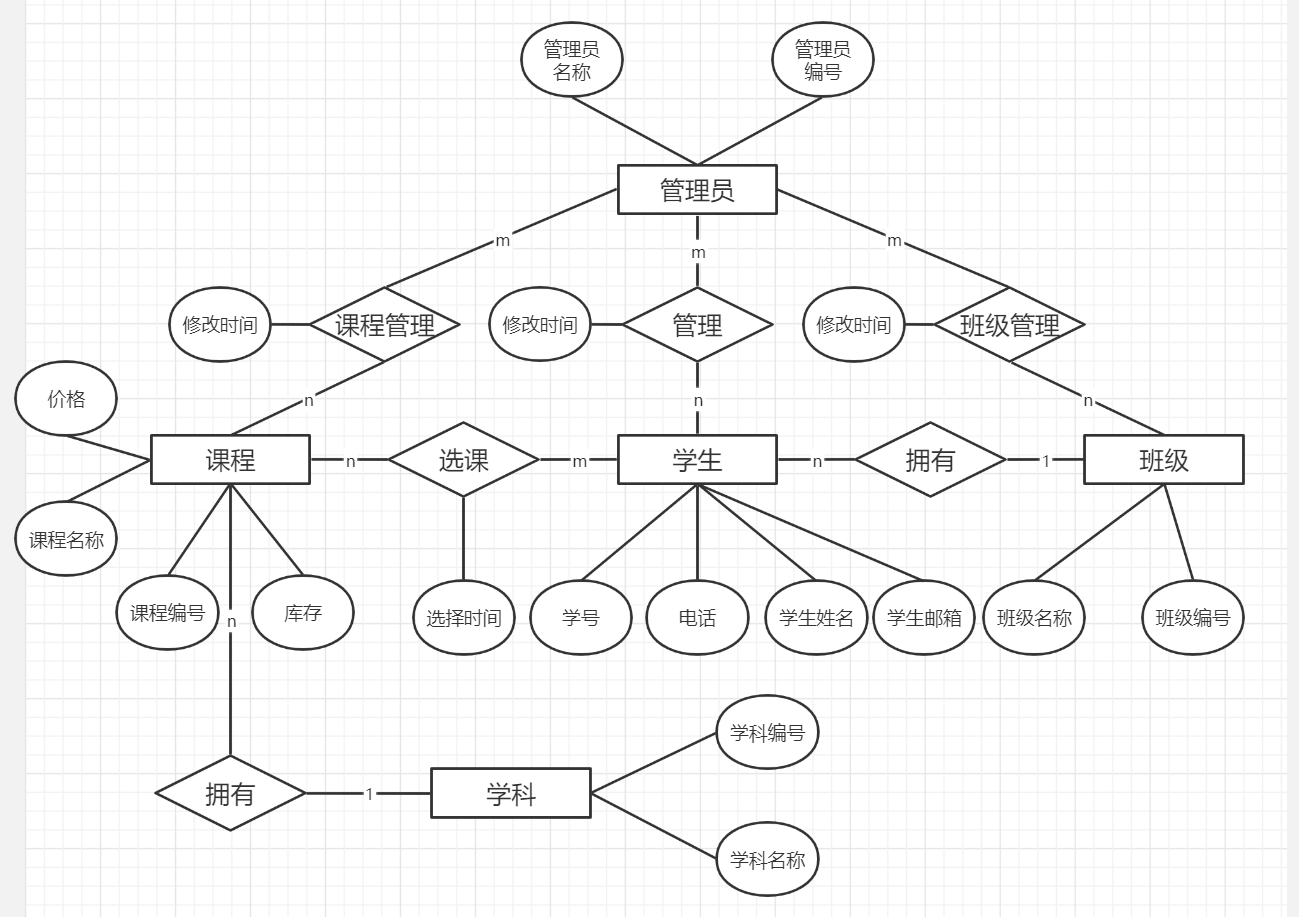 管理员
名称
管理员
编号
管理员
m
m
m
修改时间
课程管理
修改时间
管理
修改时间
班级管理
n
n
n
价格
课程
n
选课
m
学生
n
拥有
1
班级
课程名称
课程编号
n
库存
选择时间
学号
电话
学生姓名
学生邮箱
班级名称
班级编号
学科编号
拥有
1
学科
学科名称